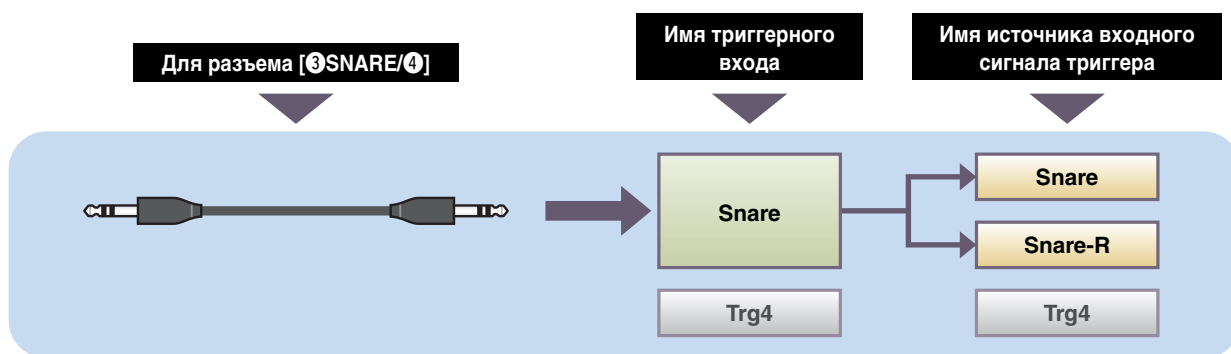 Для разъема [❸SNARE/❹]
Имя триггерного
входа
Имя источника входного
сигнала триггера
Snare
Snare
Snare-R
Trg4
Trg4